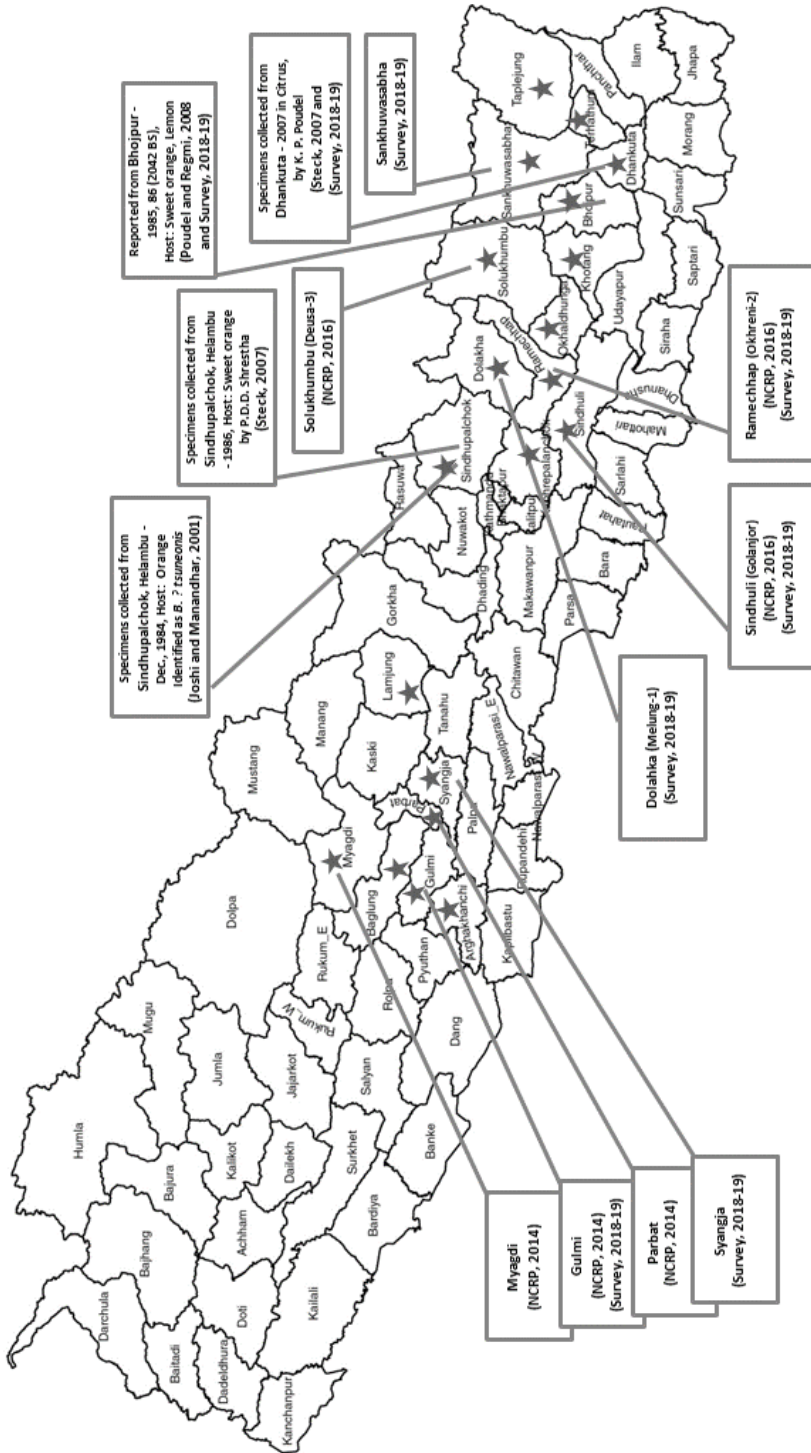 Specimens collected from
Sindhupalchok, Helambu -
Dec., 1984, Host: Orange
Identified as B. ? tsuneonis
(Joshi and Manandhar, 2001)
Specimens collected from
Sindhupalchok, Helambu
- 1986, Host: Sweet orange
by P.D.D. Shrestha
(Steck, 2007)
Reported from Bhojpur -
1985, 86 (2042 BS),
Host: Sweet orange, Lemon
(Poudel and Regmi, 2008
and Survey, 2018-19)
Specimens collected from
Dhankuta - 2007 in Citrus,
by K. P. Poudel
(Steck, 2007 and
(Survey, 2018-19)
Solukhumbu (Deusa-3)
(NCRP, 2016)
Sankhuwasabha
(Survey, 2018-19)
Darchula
Humla
Bajhang
Bajura
Mugu
Baitadi
Dadeldhura
Doti
Achham
Kalikot
Jumla
Dolpa
Kanchanpur
Kailali
Dailekh
Jajarkot
Mustang
Surkhet
Bardiya
Salyan
Rukum_W
Rukum_E
Banke
Rolpa
Dang
Myagdi
Manang
Baglung
Kaski
Lamjung
Gorkha
Pyuthan
Gulmi
Parbat
Syangja
Tanahu
Arghakhanchi
Palpa
Kapilbastu
Rupandehi
Nawalparasi_E
Nawalparasi_W
Chitawan
Dhading
Rasuwa
Nuwakot
Sindhupalchok
Bhaktapur
Lalitpur
Makawanpur
Parsa
Bara
Rautahat
Sarlahi
Mahottari
Dhanusha
Sindhuli
Dolakha
Ramechhap
Okhaldhunga
Solukhumbu
Khotang
Udayapur
Siraha
Saptari
Sankhuwasabha
Bhojpur
Dhankuta
Terhathum
Taplejung
Panchthar
Ilam
Sunsari
Morang
Jhapa
Myagdi
(NCRP, 2014)
Gulmi
(NCRP, 2014)
(Survey, 2018-19)
Parbat
(NCRP, 2014)
Syangja
(Survey, 2018-19)
Dolahka (Melung-1)
(Survey, 2018-19)
Sindhuli (Golanjor)
(NCRP, 2016)
(Survey, 2018-19)
Ramechhap (Okhreni-2)
(NCRP, 2016)
(Survey, 2018-19)